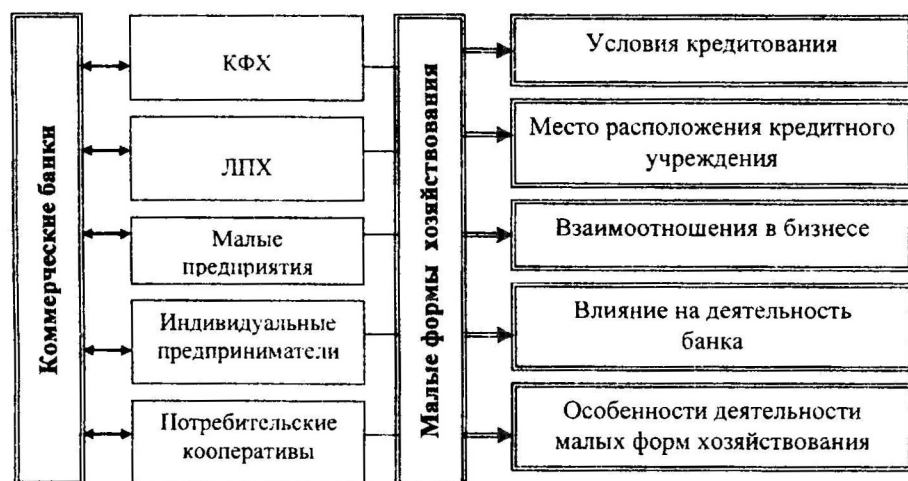 Коммерческие банки
КФХ
ЛПХ
Малые
предприятия
Индивидуальные
предприниматели
Потребительские
кооперативы
Малые формы хозяйствования
Условия кредитования
Место расположения кредитного
учреждения
Взаимоотношения в бизнесе
Влияние на деятельность
банка
Особенности деятельности
малых форм хозяйствования